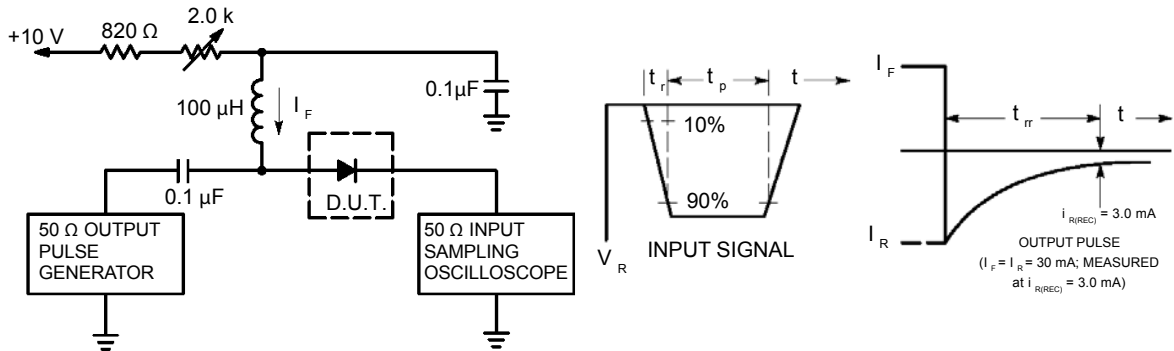 +10 V
820 Ω
2.0 k
0.1µF
100 µH
I F
0.1 µF
D.U.T.
50 Ω OUTPUT
PULSE
GENERATOR
50 Ω INPUT
SAMPLING
OSCILLOSCOPE
t r
t p
t
10%
90%
V R
INPUT SIGNAL
I F
t rr
t
i R(REC) = 3.0 mA
I R
OUTPUT PULSE
(I F = I R = 30 mA; MEASURED
at i R(REC) = 3.0 mA)